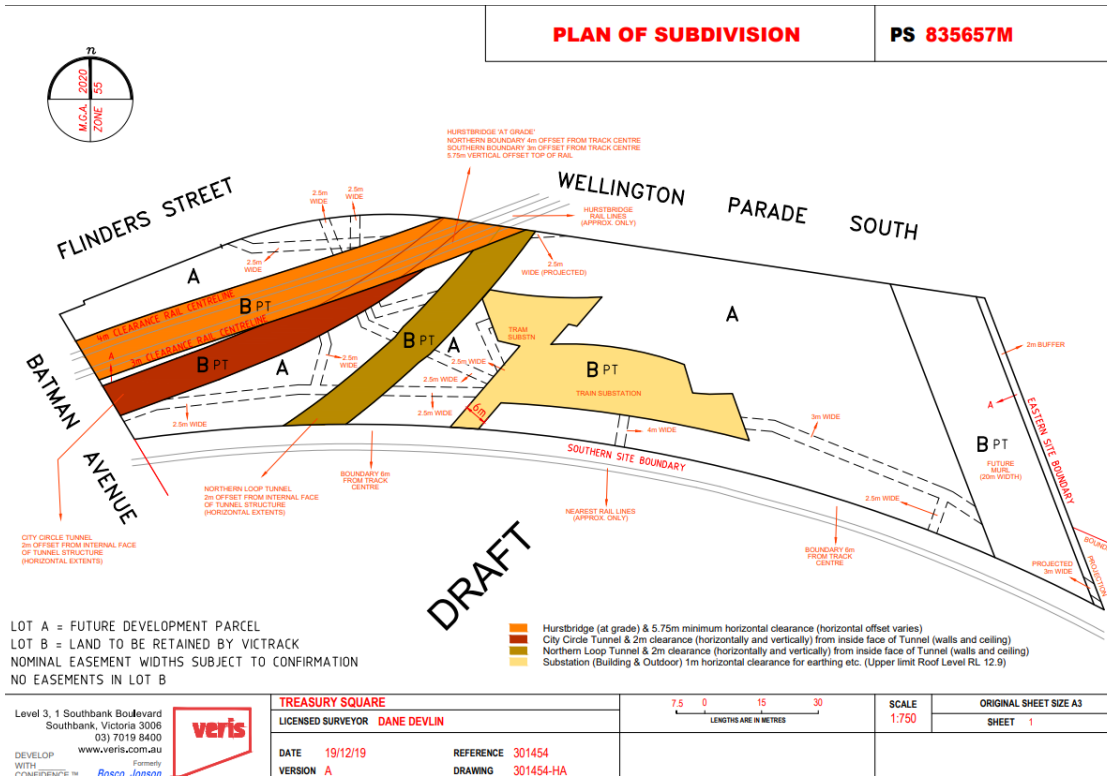 PLAN OF SUBDIVISION
PS 835657M
n
M.G.A. 2020
ZONE 55
HURSTBRIDGE 'AT GRADE'
NORTHERN BOUNDARY 4m OFFSET FROM TRACK CENTRE
SOUTHERN BOUNDARY 3m OFFSET FROM TRACK CENTRE
5.75m VERTICAL OFFSET TOP OF RAIL
FLINDERS STREET
2.5m
WIDE
2.5m
WIDE
WELLINGTON PARADE SOUTH
HURSTBRIDGE
RAIL LINES
(APPROX. ONLY)
2.5m
WIDE
2.5m
WIDE (PROJECTED)
A
4m CLEARANCE RAIL CENTRELINE
B PT
3m CLEARANCE RAIL CENTRELINE
A
B PT
A
2.5m
WIDE
B PT
A
TRAM
SUBSTN
A
2.5m WIDE
2.5m WIDE
2.5m WIDE
2.5m WIDE
B PT
TRAIN SUBSTATION
6m
4m WIDE
3m WIDE
2.5m WIDE
2m BUFFER
A
EASTERN SITE BOUNDARY
B PT
FUTURE
MURL
(20m WIDTH)
BATMAN AVENUE
SOUTHERN SITE BOUNDARY
BOUNDARY 6m
FROM TRACK
CENTRE
NORTHERN LOOP TUNNEL
2m OFFSET FROM INTERNAL FACE
OF TUNNEL STRUCTURE
(HORIZONTAL EXTENTS)
NEAREST RAIL LINES
(APPROX. ONLY)
CITY CIRCLE TUNNEL
2m OFFSET FROM INTERNAL FACE
OF TUNNEL STRUCTURE
(HORIZONTAL EXTENTS)
BOUNDARY 6m
FROM TRACK
CENTRE
BOUND
PROJECTION
PROJECTED
3m WIDE
DRAFT
LOT A = FUTURE DEVELOPMENT PARCEL
LOT B = LAND TO BE RETAINED BY VICTRACK
NOMINAL EASEMENT WIDTHS SUBJECT TO CONFIRMATION
NO EASEMENTS IN LOT B
Hurstbridge (at grade) & 5.75m minimum horizontal clearance (horizontal offset varies)
City Circle Tunnel & 2m clearance (horizontally and vertically) from inside face of Tunnel (walls and ceiling)
Northern Loop Tunnel & 2m clearance (horizontally and vertically) from inside face of Tunnel (walls and ceiling)
Substation (Building & Outdoor) 1m horizontal clearance for earthing etc. (Upper limit Roof Level RL 12.9)
Level 3, 1 Southbank Boulevard
Southbank, Victoria 3006
03) 7019 8400
www.veris.com.au
DEVELOP
WITH
CONFIDENCE ™
Formerly
Bosco Jonson
veris
TREASURY SQUARE
LICENSED SURVEYOR DANE DEVLIN
DATE 19/12/19
REFERENCE 301454
VERSION A
DRAWING 301454-HA
7.5 0 15 30
LENGTHS ARE IN METRES
SCALE
1:750
ORIGINAL SHEET SIZE A3
SHEET 1